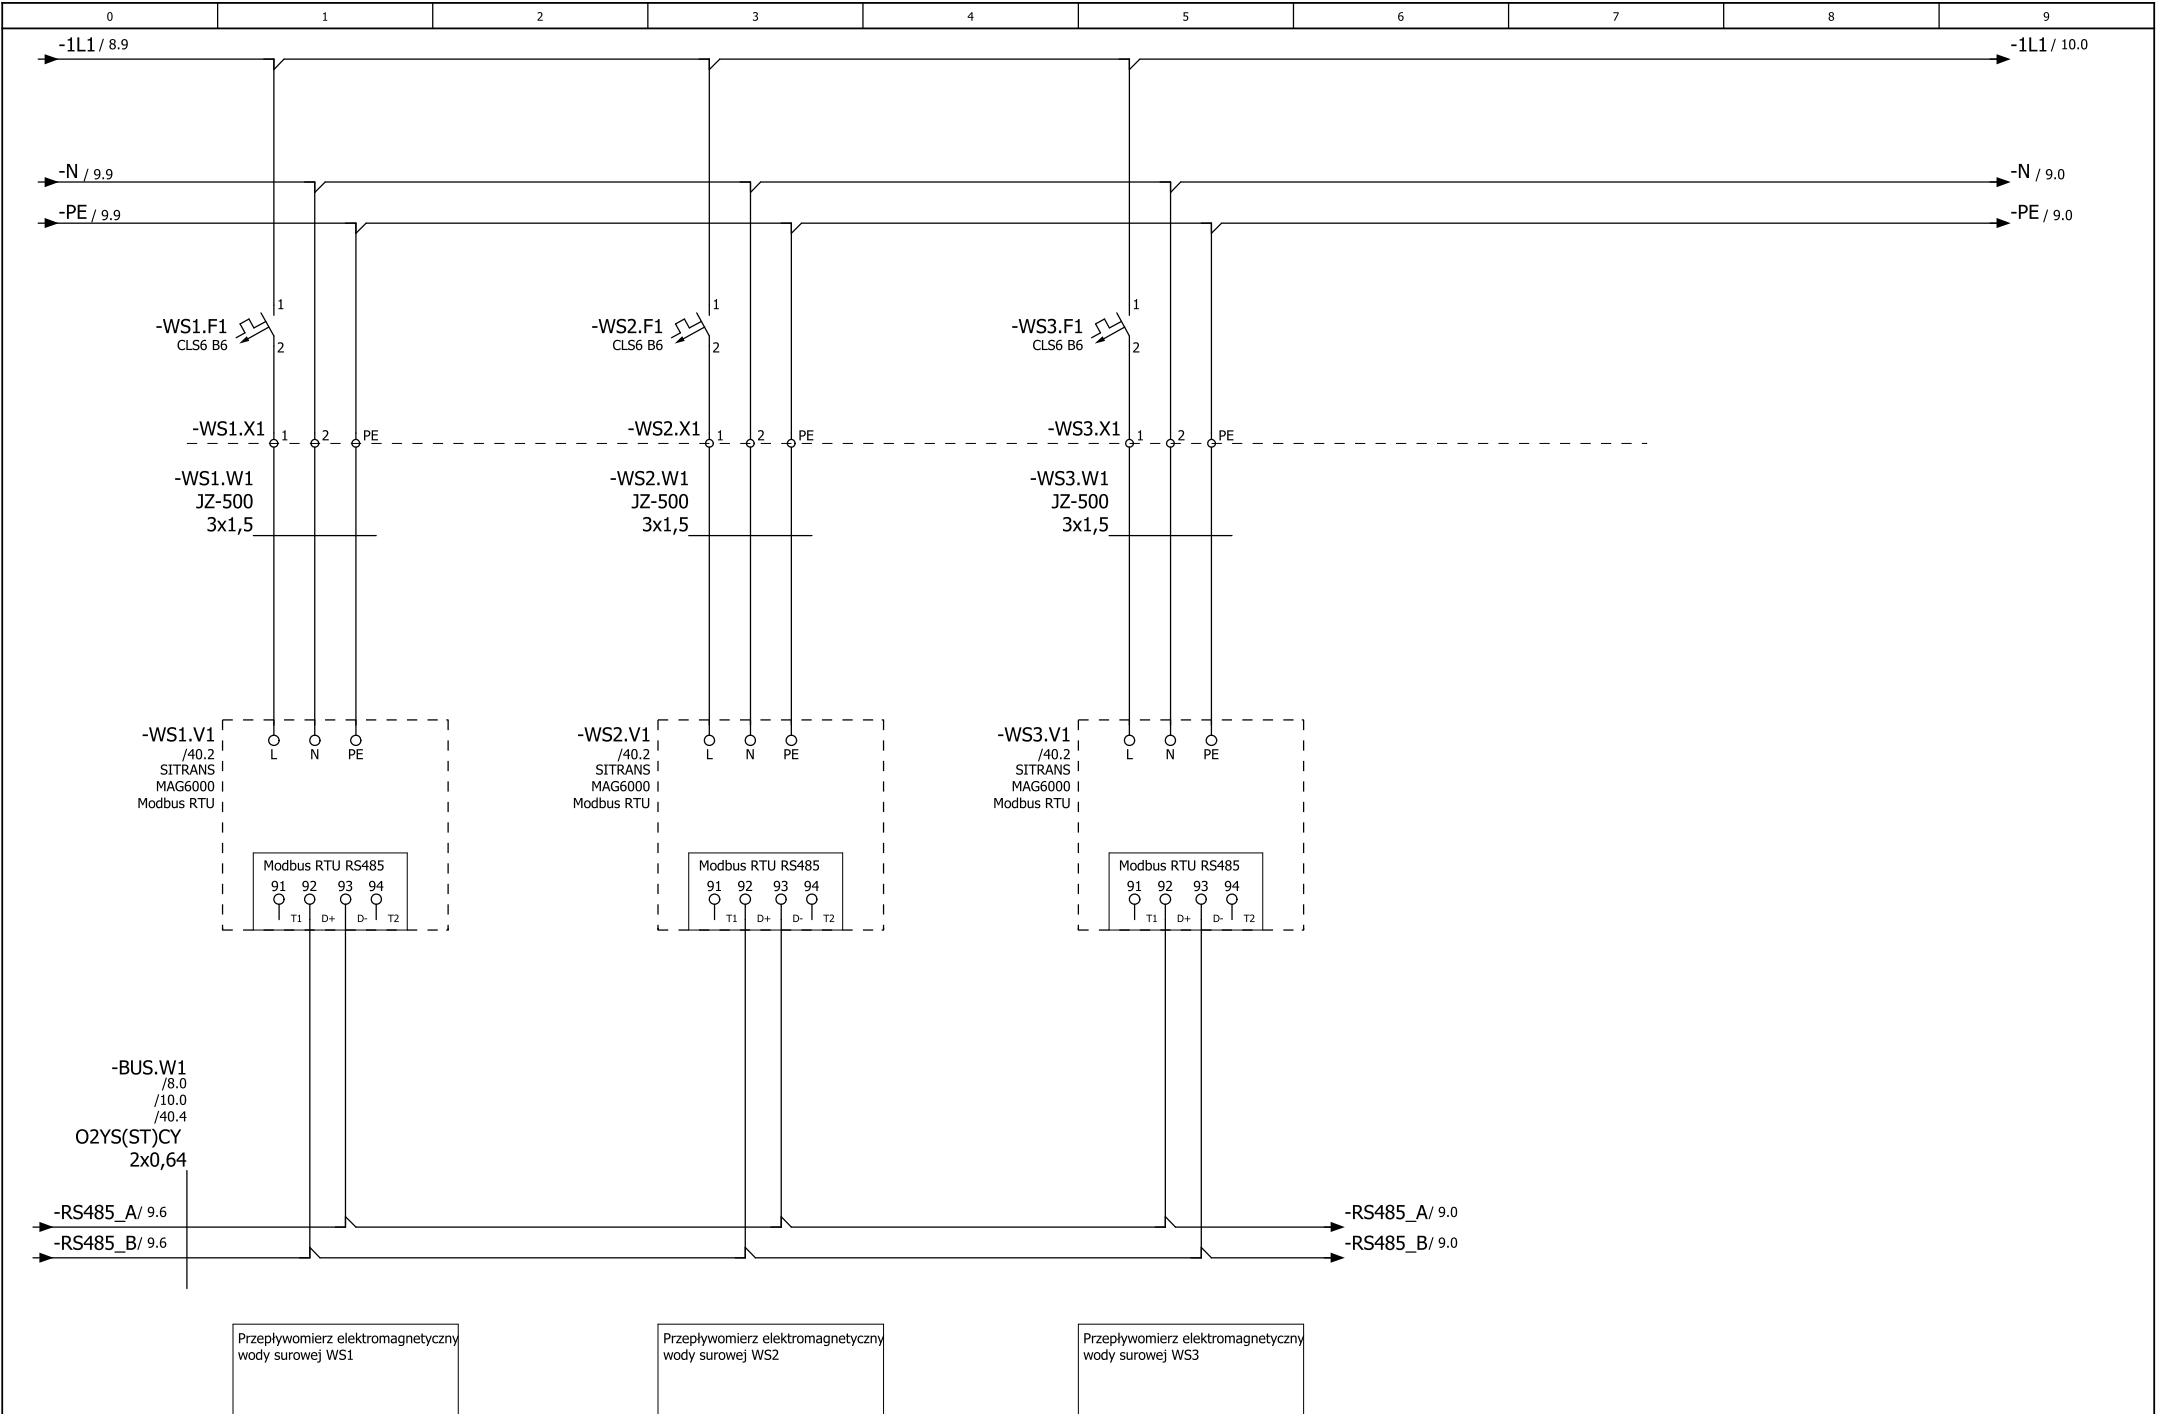 0 1 2 3 4 5 6 7 8 9
-1L1 / 8.9 -1L1 / 10.0
-N / 9.9 -N / 9.0
-PE / 9.9 -PE / 9.0
1 1 1
-WS1.F1 -WS2.F1 -WS3.F1
CLS6 B6 CLS6 B6 CLS6 B6
2 2 2
-WS1.X1 1 2 PE -WS2.X1 1 2 PE -WS3.X1 1 2 PE
-WS1.W1 -WS2.W1 -WS3.W1
JZ-500 JZ-500 JZ-500
3x1,5 3x1,5 3x1,5
-WS1.V1 -WS2.V1 -WS3.V1
/40.2 L N PE /40.2 L N PE /40.2 L N PE
SITRANS SITRANS SITRANS
MAG6000 MAG6000 MAG6000
Modbus RTU Modbus RTU Modbus RTU
Modbus RTU RS485 Modbus RTU RS485 Modbus RTU RS485
91 92 93 94 91 92 93 94 91 92 93 94
T1 D+ D- T2 T1 D+ D- T2 T1 D+ D- T2
-BUS.W1
/8.0
/10.0
/40.4
O2YS(ST)CY
2x0,64
-RS485_A/ 9.6 -RS485_A/ 9.0
-RS485_B/ 9.6 -RS485_B/ 9.0
Przepływomierz elektromagnetyczny Przepływomierz elektromagnetyczny Przepływomierz elektromagnetyczny
wody surowej WS1 wody surowej WS2 wody surowej WS3